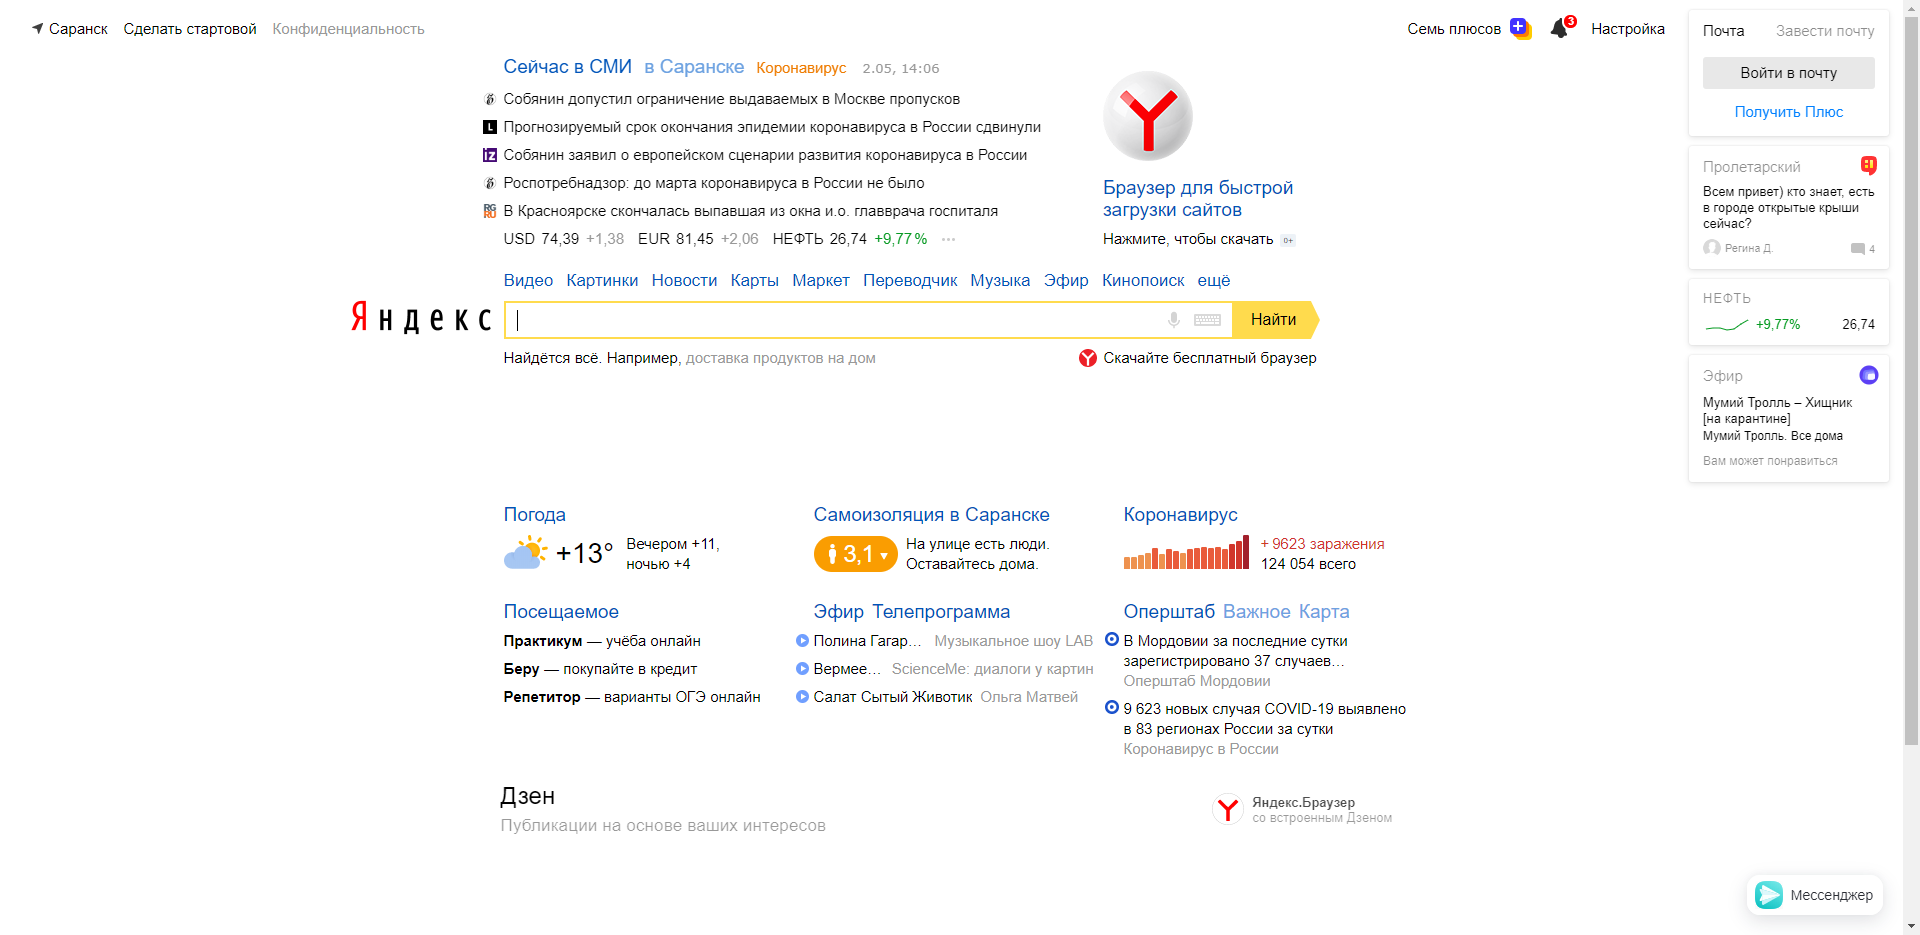 Саранск Сделать стартовой Конфиденциальность
Семь плюсов 3 Настройка
Сейчас в СМИ в Саранске Коронавирус 2.05, 14:06
Собянин допустил ограничение выдаваемых в Москве пропусков
L Прогнозируемый срок окончания эпидемии коронавируса в России сдвинули
iz Собянин заявил о европейском сценарии развития коронавируса в России
Роспотребнадзор: до марта коронавируса в России не было
RG RU В Красноярске скончалась выпавшая из окна и.о. главврача госпиталя
USD 74,39 +1,38 EUR 81,45 +2,06 НЕФТЬ 26,74 +9,77% ...
Браузер для быстрой
загрузки сайтов
Нажмите, чтобы скачать 0+
Видео Картинки Новости Карты Маркет Переводчик Музыка Эфир Кинопоиск ещё
Яндекс
Найти
Найдётся всё. Например, доставка продуктов на дом
Скачайте бесплатный браузер
Почта Завести почту
Войти в почту
Получить Плюс
Пролетарский
Всем привет) кто знает, есть
в городе открытые крыши
сейчас?
Регина Д. 4
НЕФТЬ
+9,77% 26,74
Эфир
Мумий Тролль – Хищник
[на карантине]
Мумий Тролль. Все дома
Вам может понравиться
Погода
+13°
Вечером +11,
ночью +4
Самоизоляция в Саранске
3,1
На улице есть люди.
Оставайтесь дома.
Коронавирус
+ 9623 заражения
124 054 всего
Посещаемое
Практикум — учёба онлайн
Беру — покупайте в кредит
Репетитор — варианты ОГЭ онлайн
Эфир Телепрограмма
Полина Гагар... Музыкальное шоу LAB
Вермее... ScienceMe: диалоги у картин
Салат Сытый Животик Ольга Матвей
Оперштаб Важное Карта
В Мордовии за последние сутки
зарегистрировано 37 случаев...
Оперштаб Мордовии
9 623 новых случая COVID-19 выявлено
в 83 регионах России за сутки
Коронавирус в России
Дзен
Публикации на основе ваших интересов
Яндекс.Браузер
со встроенным Дзеном
Мессенджер